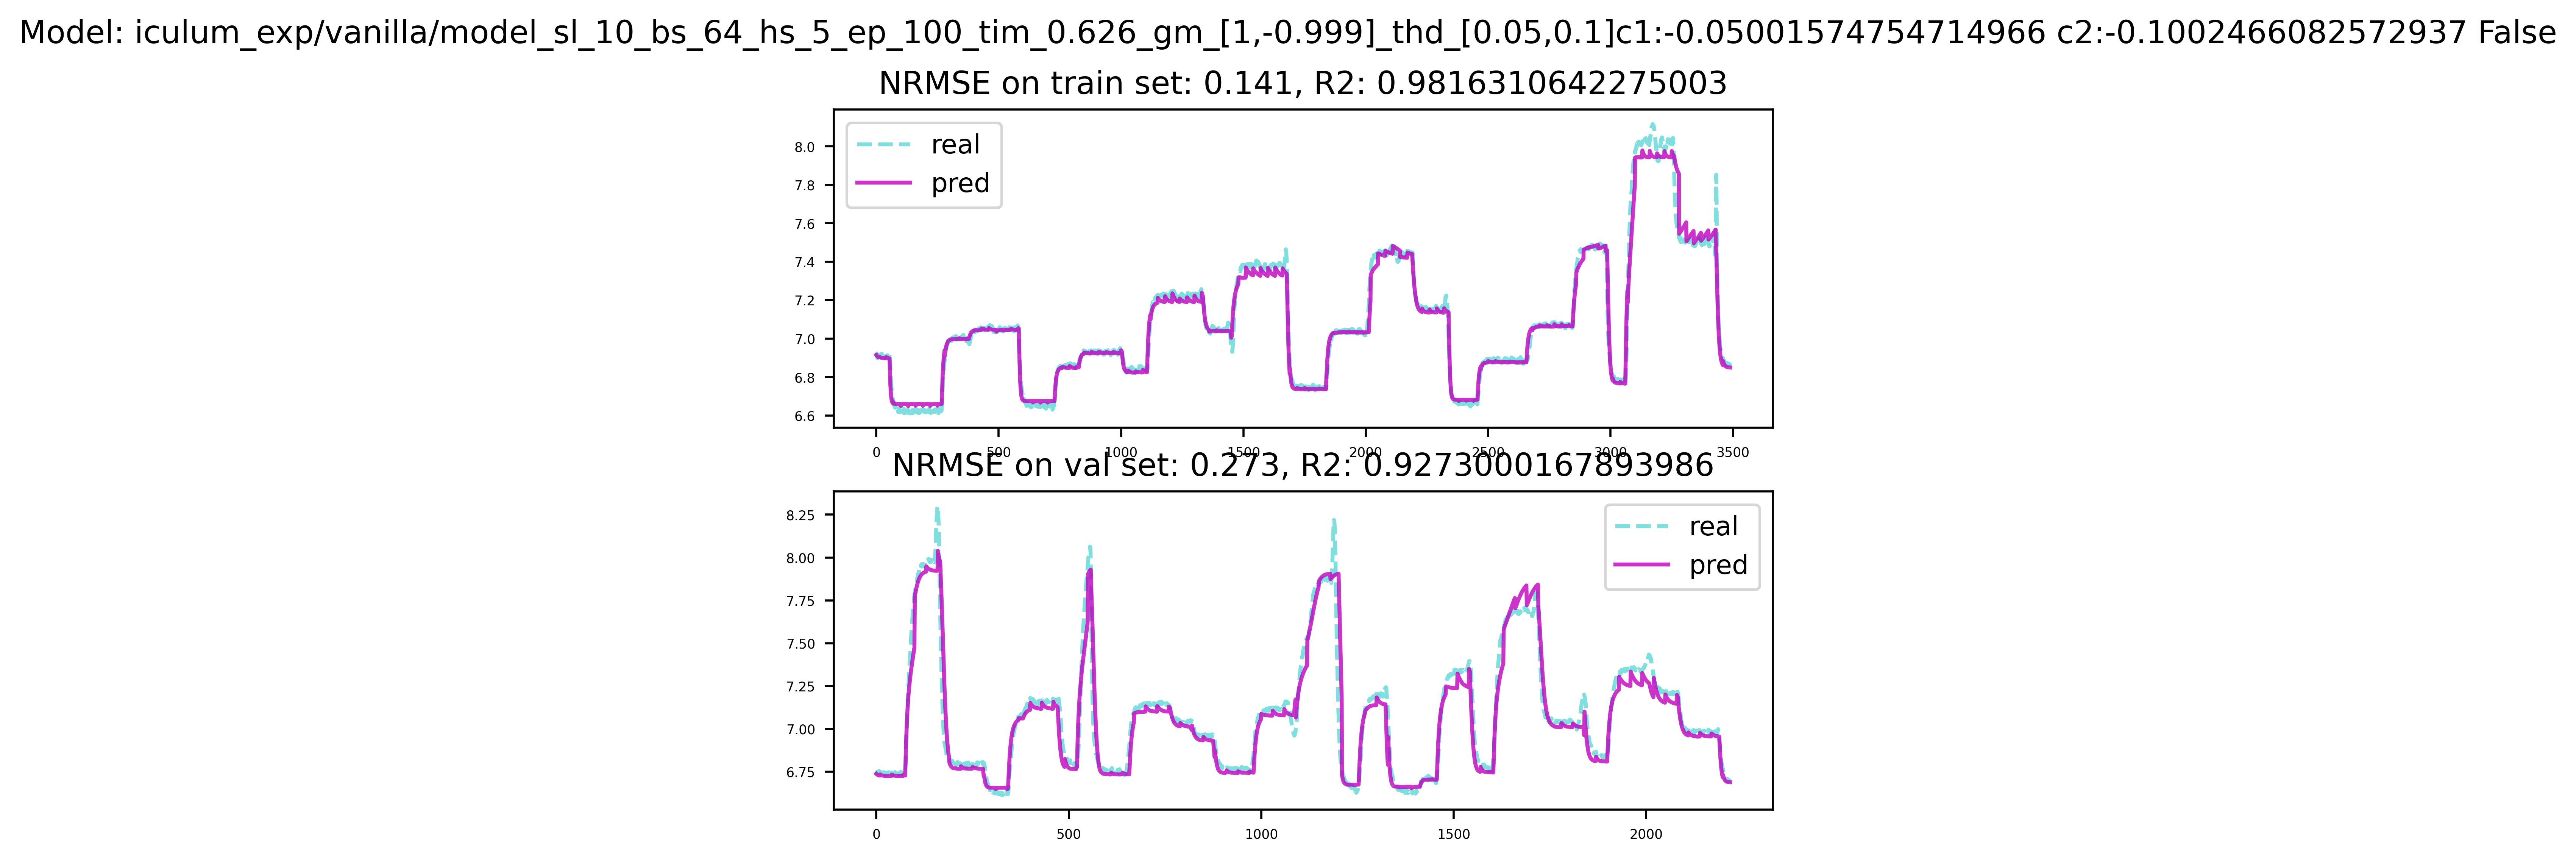 Model: iculum_exp/vanilla/model_sl_10_bs_64_hs_5_ep_100_tim_0.626_gm_[1,-0.999]_thd_[0.05,0.1]c1:-0.05001574754714966 c2:-0.1002466082572937 False
NRMSE on train set: 0.141, R2: 0.9816310642275003
real
pred
8.0
7.8
7.6
7.4
7.2
7.0
6.8
6.6
0 500 1000 1500 2000 2500 3000 3500
NRMSE on val set: 0.273, R2: 0.9273000167893986
real
pred
8.25
8.00
7.75
7.50
7.25
7.00
6.75
0 500 1000 1500 2000